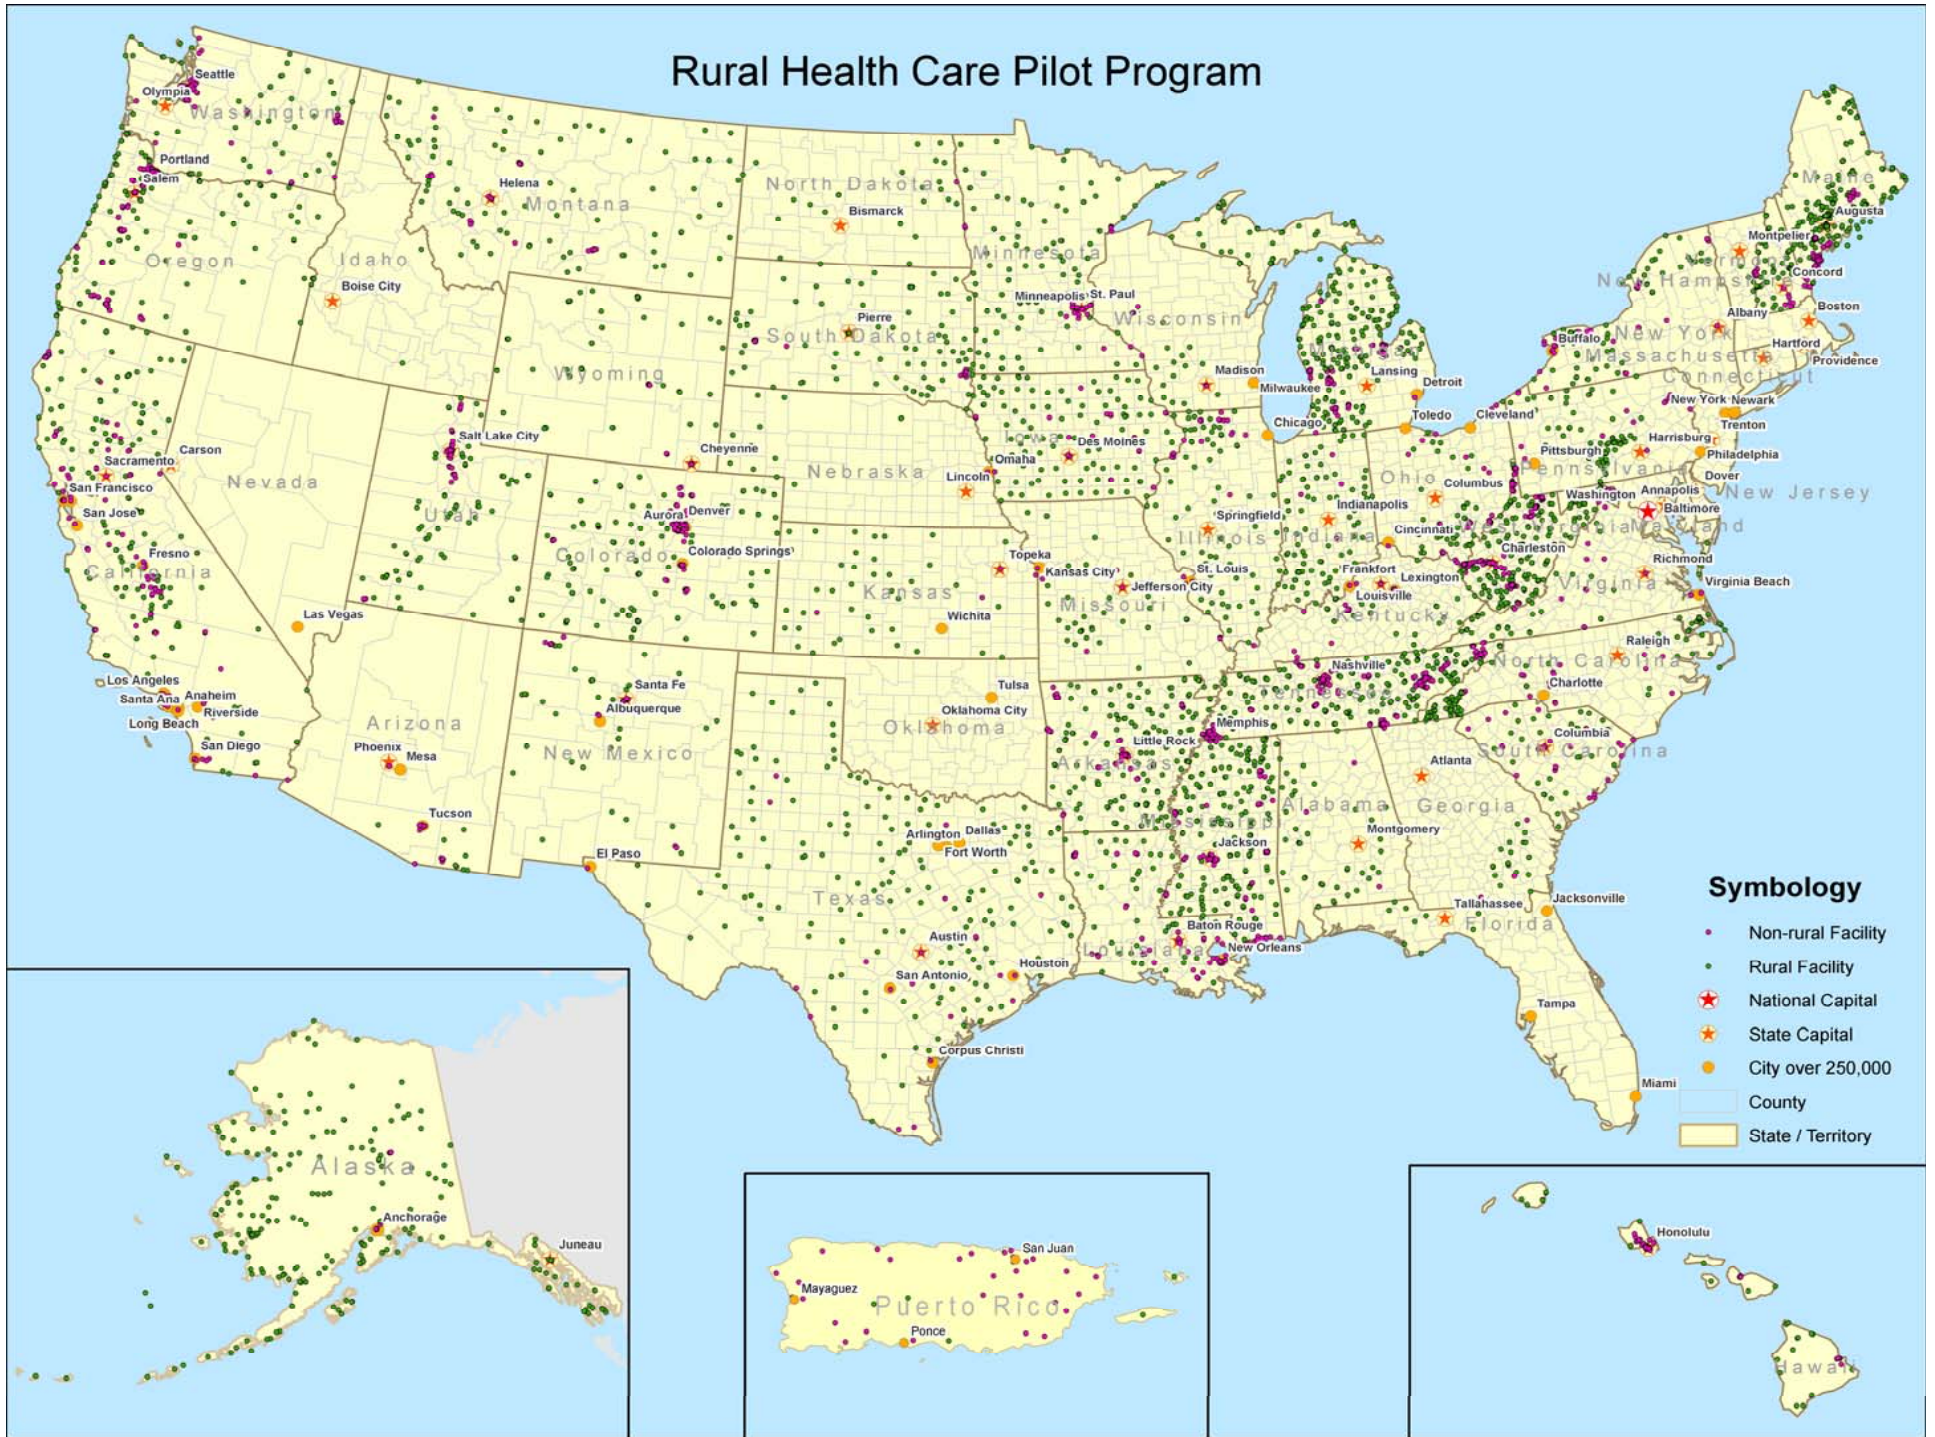 Rural Health Care Pilot Program
Seattle
Olympia
Washington
Portland
Salem
Helena
Montana
North Dakota
Bismarck
Minnesota
Maine
Augusta
Montpelier
Vermont
Oregon
Idaho
Boise City
Concord
New Hampshire
Minneapolis
St. Paul
Wisconsin
Boston
Albany
Pierre
South Dakota
Buffalo
New York
Hartford
Massachusetts
Providence
Michigan
Wyoming
Madison
Lansing
Connecticut
Milwaukee
Detroit
New York
Newark
Chicago
Toledo
Cleveland
Trenton
Salt Lake City
Iowa
Des Moines
Harrisburg
Carson
Cheyenne
Pittsburgh
Philadelphia
Sacramento
Omaha
Nebraska
Pennsylvania
Lincoln
Ohio
Dover
San Francisco
Nevada
Columbus
Washington
Annapolis
New Jersey
San Jose
Utah
Aurora
Denver
Springfield
Indianapolis
Baltimore
Illinois
Indiana
Cincinnati
West Virginia
Maryland
Fresno
Colorado
Colorado Springs
Topeka
Charleston
Richmond
California
Kansas City
St. Louis
Frankfort
Lexington
Virginia
Virginia Beach
Kansas
Jefferson City
Louisville
Missouri
Kentucky
Las Vegas
Wichita
Raleigh
North Carolina
Los Angeles
Santa Fe
Tulsa
Nashville
Tennessee
Charlotte
Santa Ana
Anaheim
Riverside
Albuquerque
Oklahoma City
Long Beach
Arizona
Oklahoma
Memphis
Columbia
San Diego
Phoenix
Mesa
New Mexico
Little Rock
Arkansas
South Carolina
Atlanta
Alabama
Georgia
Tucson
Mississippi
Arlington
Dallas
Montgomery
El Paso
Fort Worth
Jackson
Texas
Tallahassee
Jacksonville
Florida
Baton Rouge
Austin
Louisiana
New Orleans
San Antonio
Houston
Tampa
Corpus Christi
Miami
Symbology
Non-rural Facility
Rural Facility
National Capital
State Capital
City over 250,000
County
State / Territory
Alaska
Anchorage
Juneau
San Juan
Mayaguez
Puerto Rico
Ponce
Honolulu
Hawaii